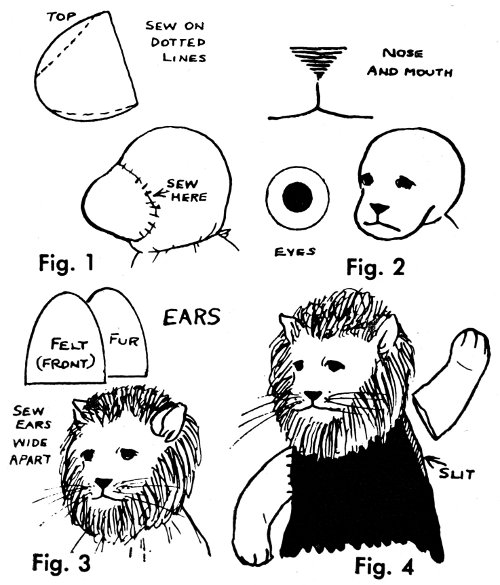 TOP
SEW ON
DOTTED
LINES
SEW
HERE
Fig. 1
NOSE
AND MOUTH
EYES
Fig. 2
EARS
FELT
(FRONT)
FUR
SEW
EARS
WIDE
APART
Fig. 3
SLIT
Fig. 4